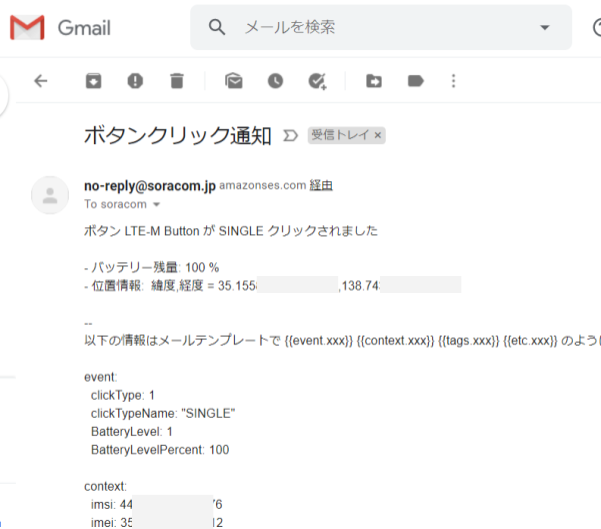 Gmail
メールを検索
ボタンクリック通知 受信トレイ ×
no-reply@soracom.jp amazonses.com 経由
To soracom
ボタン LTE-M Button が SINGLE クリックされました
- バッテリー残量: 100 %
- 位置情報: 緯度,経度 = 35.155 ,138.74
--
以下の情報はメールテンプレートで {{event.xxx}} {{context.xxx}} {{tags.xxx}} {{etc.xxx}} のよう
event:
clickType: 1
clickTypeName: "SINGLE"
BatteryLevel: 1
BatteryLevelPercent: 100
context:
imsi: 44 76
imei: 35 12